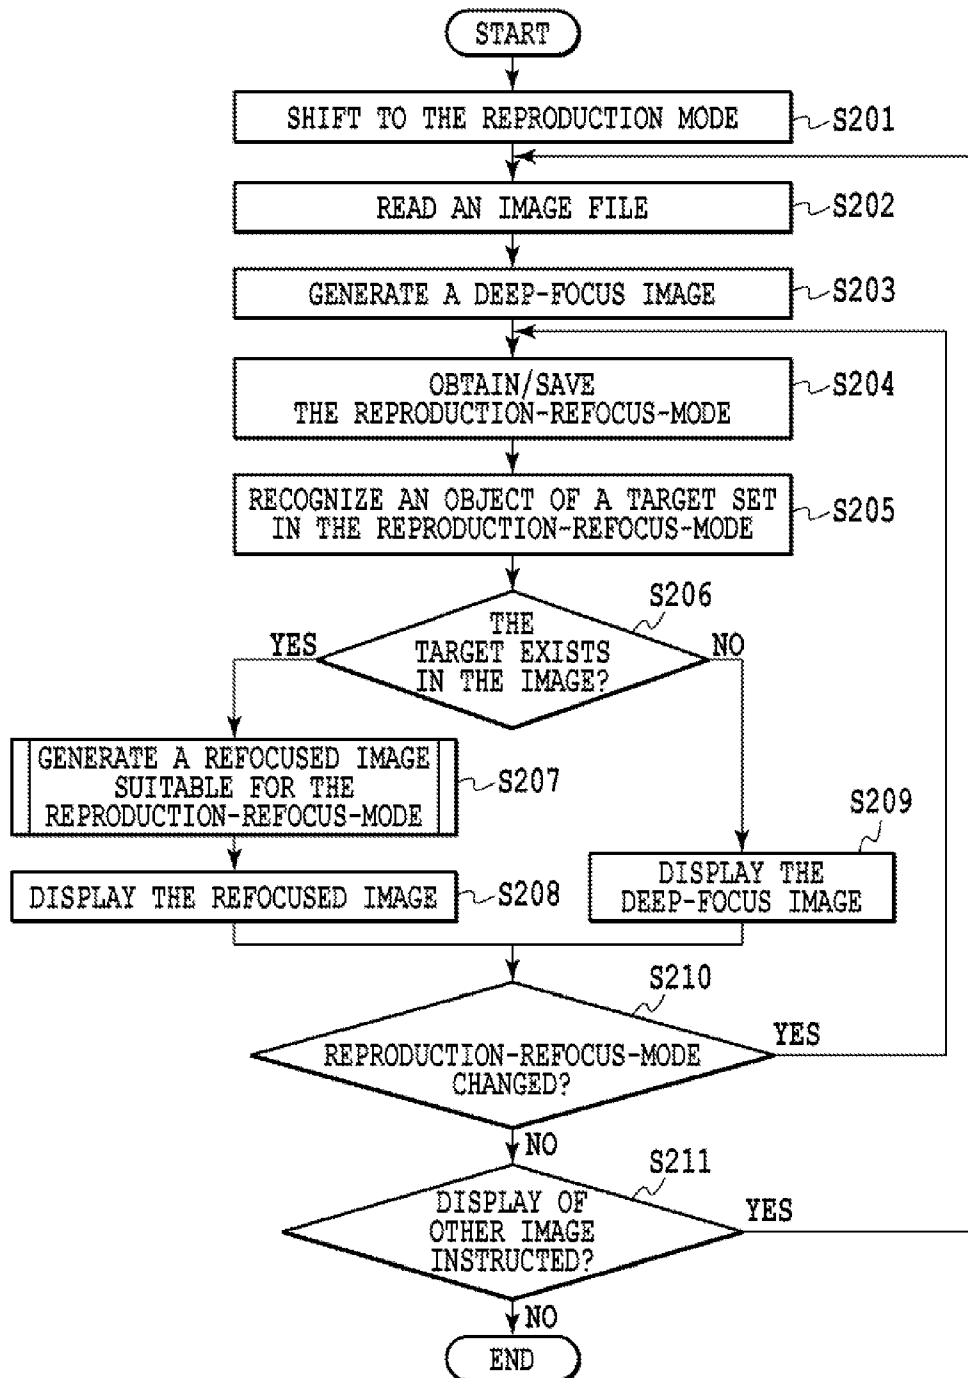 START
SHIFT TO THE REPRODUCTION MODE
S201
READ AN IMAGE FILE
S202
GENERATE A DEEP-FOCUS IMAGE
S203
OBTAIN/SAVE
THE REPRODUCTION-REFOCUS-MODE
S204
RECOGNIZE AN OBJECT OF A TARGET SET
IN THE REPRODUCTION-REFOCUS-MODE
S205
S206
THE
TARGET EXISTS
IN THE IMAGE?
YES
NO
GENERATE A REFOCUSED IMAGE
SUITABLE FOR THE
REPRODUCTION-REFOCUS-MODE
S207
DISPLAY THE REFOCUSED IMAGE
S208
S209
DISPLAY THE
DEEP-FOCUS IMAGE
S210
REPRODUCTION-REFOCUS-MODE
CHANGED?
YES
NO
S211
DISPLAY OF
OTHER IMAGE
INSTRUCTED?
YES
NO
END